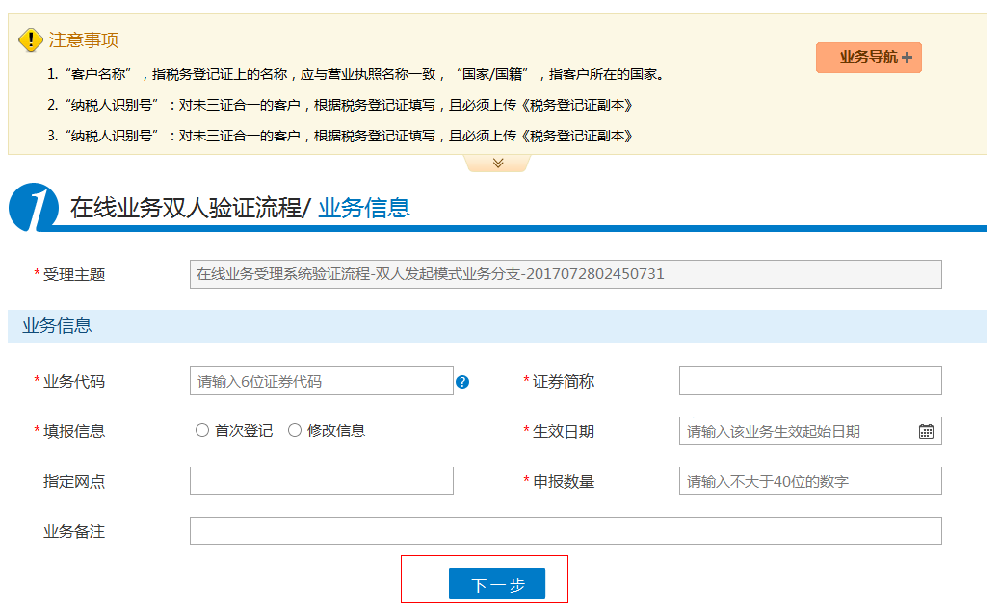 注意事项
业务导航
1.“客户名称”，指税务登记证上的名称，应与营业执照名称一致，“国家/国籍”，指客户所在的国家。
2.“纳税人识别号”：对未三证合一的客户，根据税务登记证填写，且必须上传《税务登记证副本》
3.“纳税人识别号”：对未三证合一的客户，根据税务登记证填写，且必须上传《税务登记证副本》
1 在线业务双人验证流程/ 业务信息
*受理主题 在线业务受理系统验证流程-双人发起模式业务分支-2017072802450731
业务信息
*业务代码 请输入6位证券代码 ? *证券简称
*填报信息 首次登记 修改信息 *生效日期 请输入该业务生效起始日期
指定网点 *申报数量 请输入不大于40位的数字
业务备注
下一步